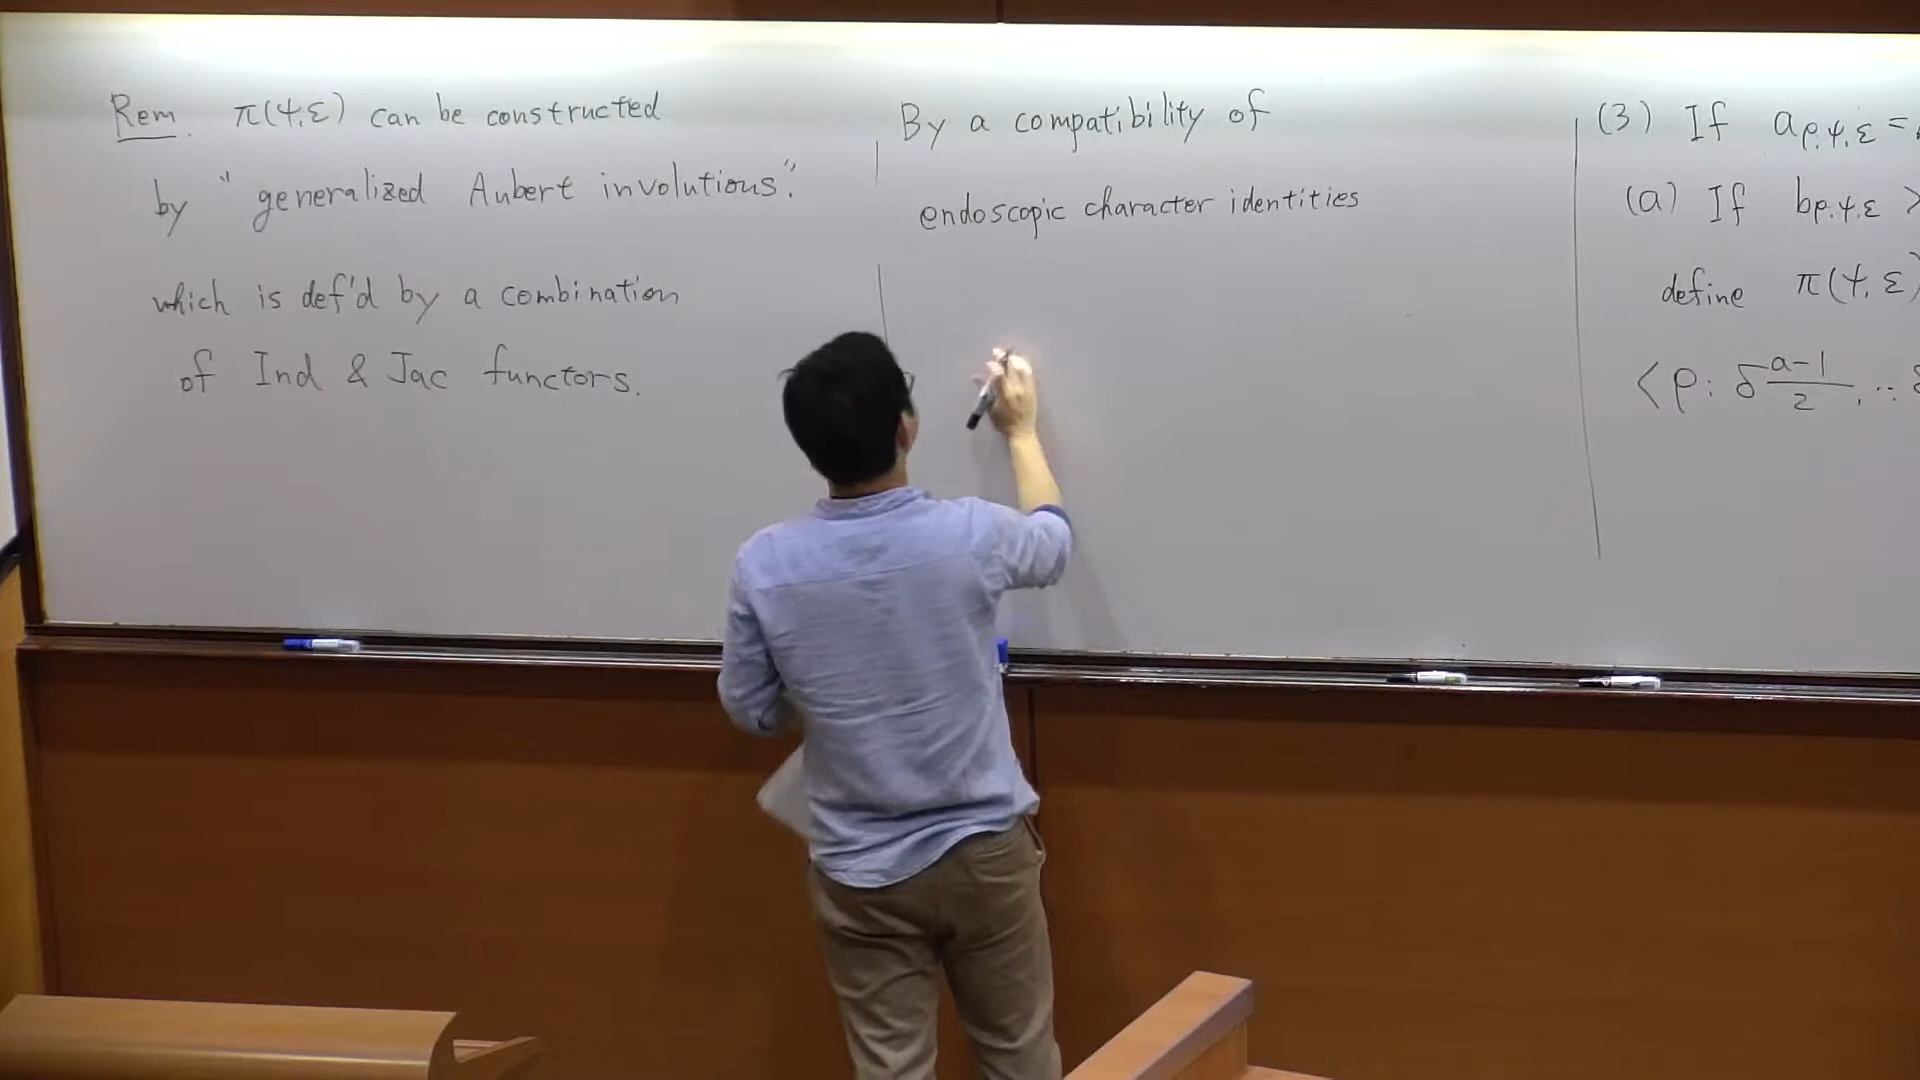 Rem. π(ψ,ε) can be constructed
by "generalized Aubert involutions".
which is def'd by a combination
of Ind & Jac functors.
By a compatibility of
endoscopic character identities
(3) If a_{ρ,ψ,ε} =
(a) If b_{ρ,ψ,ε} >
define π(ψ,ε)
<ρ; δ \frac{a-1}{2}, ..